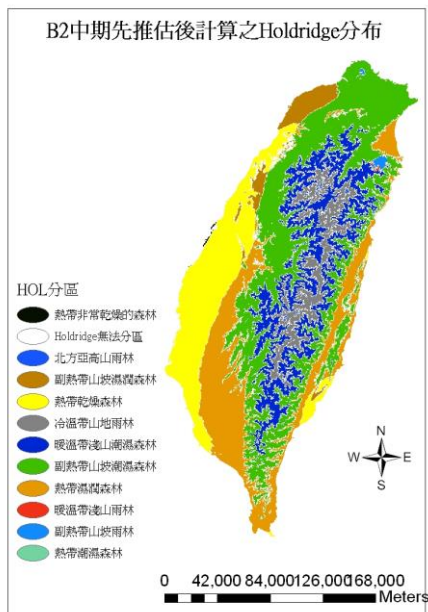 B2中期先推估後計算之Holdridge分布
HOL分區
熱帶非常乾燥的森林
Holdridge無法分區
北方亞高山雨林
副熱帶山坡濕潤森林
熱帶乾燥森林
冷溫帶山地雨林
暖溫帶淺山潮濕森林
副熱帶山坡潮濕森林
熱帶濕潤森林
暖溫帶淺山雨林
副熱帶山坡雨林
熱帶潮濕森林
N
W E
S
0 42,000 84,000 126,000 168,000
Meters